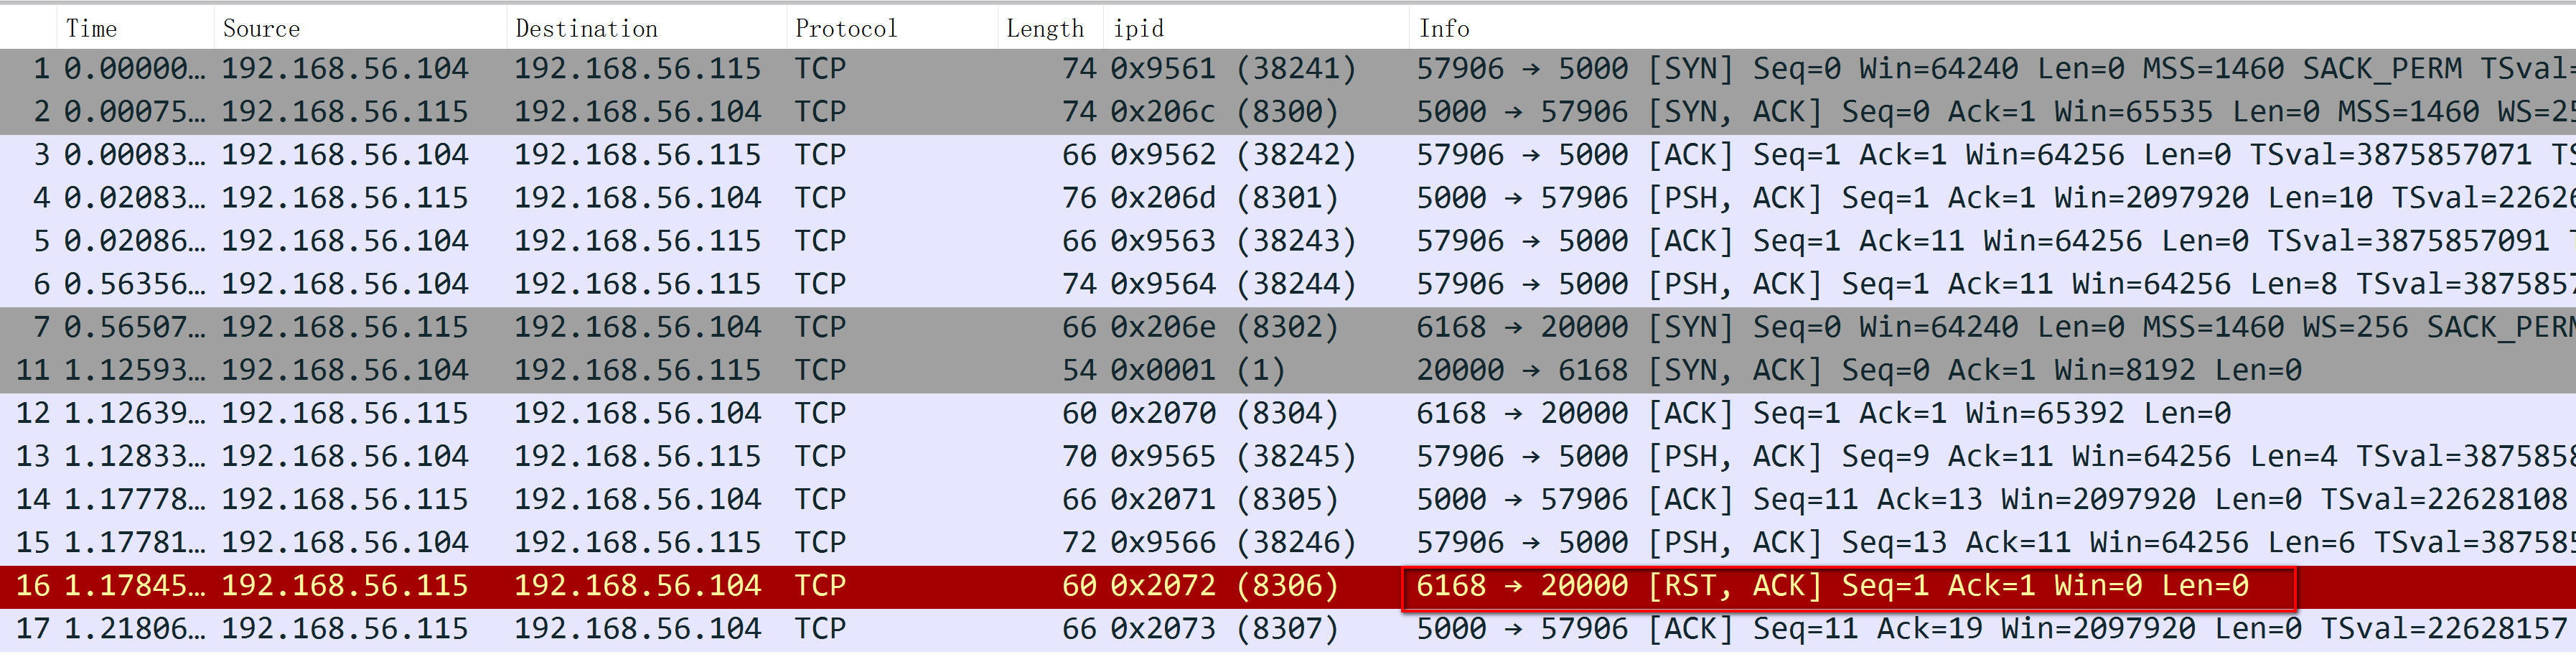 Time Source Destination Protocol Length ipid Info
1 0.00000… 192.168.56.104 192.168.56.115 TCP 74 0x9561 (38241) 57906 → 5000 [SYN] Seq=0 Win=64240 Len=0 MSS=1460 SACK_PERM TSval=
2 0.00075… 192.168.56.115 192.168.56.104 TCP 74 0x206c (8300) 5000 → 57906 [SYN, ACK] Seq=0 Ack=1 Win=65535 Len=0 MSS=1460 WS=25
3 0.00083… 192.168.56.104 192.168.56.115 TCP 66 0x9562 (38242) 57906 → 5000 [ACK] Seq=1 Ack=1 Win=64256 Len=0 TSval=3875857071 TS
4 0.02083… 192.168.56.115 192.168.56.104 TCP 76 0x206d (8301) 5000 → 57906 [PSH, ACK] Seq=1 Ack=1 Win=2097920 Len=10 TSval=22626
5 0.02086… 192.168.56.104 192.168.56.115 TCP 66 0x9563 (38243) 57906 → 5000 [ACK] Seq=1 Ack=11 Win=64256 Len=0 TSval=3875857091 T
6 0.56356… 192.168.56.104 192.168.56.115 TCP 74 0x9564 (38244) 57906 → 5000 [PSH, ACK] Seq=1 Ack=11 Win=64256 Len=8 TSval=3875857
7 0.56507… 192.168.56.115 192.168.56.104 TCP 66 0x206e (8302) 6168 → 20000 [SYN] Seq=0 Win=64240 Len=0 MSS=1460 WS=256 SACK_PERM
11 1.12593… 192.168.56.104 192.168.56.115 TCP 54 0x0001 (1) 20000 → 6168 [SYN, ACK] Seq=0 Ack=1 Win=8192 Len=0
12 1.12639… 192.168.56.115 192.168.56.104 TCP 60 0x2070 (8304) 6168 → 20000 [ACK] Seq=1 Ack=1 Win=65392 Len=0
13 1.12833… 192.168.56.104 192.168.56.115 TCP 70 0x9565 (38245) 57906 → 5000 [PSH, ACK] Seq=9 Ack=11 Win=64256 Len=4 TSval=3875858
14 1.17778… 192.168.56.115 192.168.56.104 TCP 66 0x2071 (8305) 5000 → 57906 [ACK] Seq=11 Ack=13 Win=2097920 Len=0 TSval=22628108
15 1.17781… 192.168.56.104 192.168.56.115 TCP 72 0x9566 (38246) 57906 → 5000 [PSH, ACK] Seq=13 Ack=11 Win=64256 Len=6 TSval=387585
16 1.17845… 192.168.56.115 192.168.56.104 TCP 60 0x2072 (8306) 6168 → 20000 [RST, ACK] Seq=1 Ack=1 Win=0 Len=0
17 1.21806… 192.168.56.115 192.168.56.104 TCP 66 0x2073 (8307) 5000 → 57906 [ACK] Seq=11 Ack=19 Win=2097920 Len=0 TSval=22628157